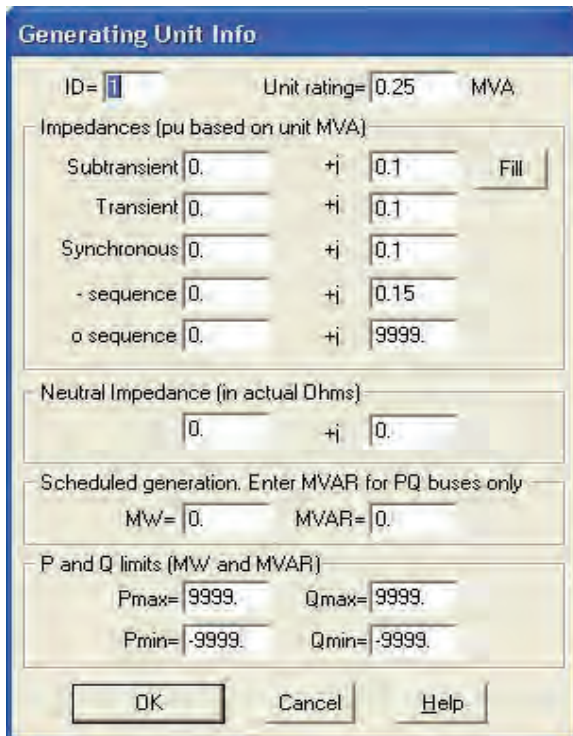 Generating Unit Info
ID= 1 Unit rating= 0.25 MVA
Impedances (pu based on unit MVA)
Subtransient 0. +j 0.1 Fill
Transient 0. +j 0.1
Synchronous 0. +j 0.1
- sequence 0. +j 0.15
o sequence 0. +j 9999.
Neutral Impedance (in actual Ohms)
0. +j 0.
Scheduled generation. Enter MVAR for PQ buses only
MW= 0. MVAR= 0.
P and Q limits (MW and MVAR)
Pmax= 9999. Qmax= 9999.
Pmin= -9999. Qmin= -9999.
OK Cancel Help